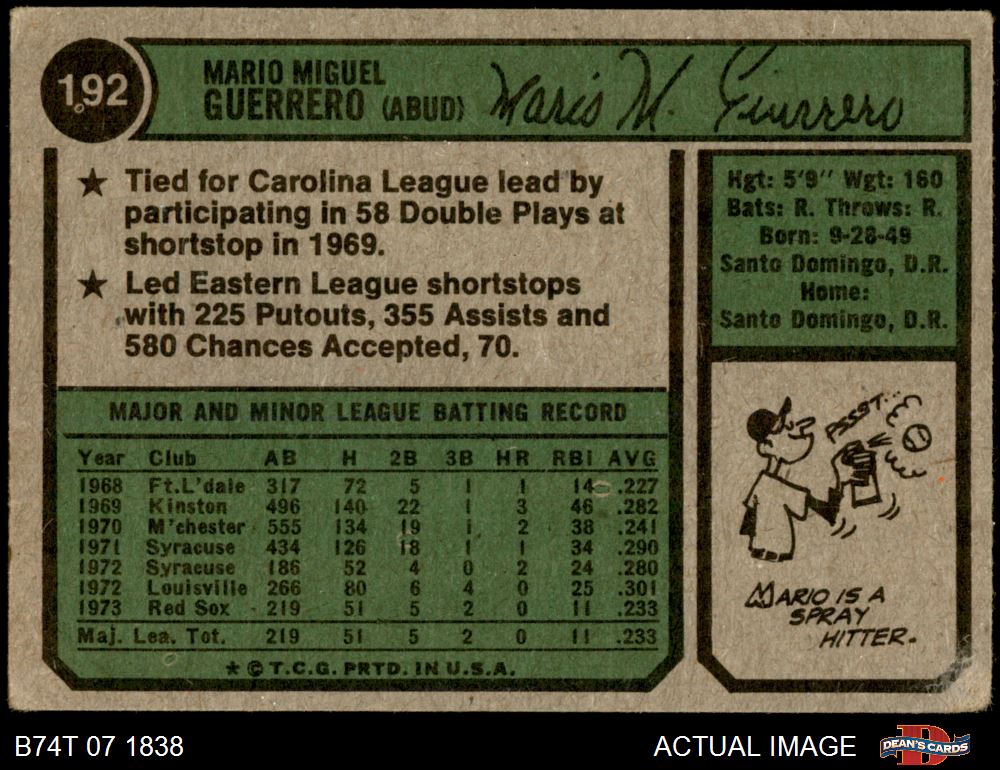 192
MARIO MIGUEL
GUERRERO (ABUD)
Mario M. Guerrero
★ Tied for Carolina League lead by
participating in 58 Double Plays at
shortstop in 1969.
★ Led Eastern League shortstops
with 225 Putouts, 355 Assists and
580 Chances Accepted, 70.
Hgt: 5'9" Wgt: 160
Bats: R. Throws: R.
Born: 9-28-49
Santo Domingo, D.R.
Home:
Santo Domingo, D.R.
MAJOR AND MINOR LEAGUE BATTING RECORD
Year Club AB H 2B 3B HR RBI AVG
1968 Ft.L'dale 317 72 5 1 1 14 .227
1969 Kinston 496 140 22 1 3 46 .282
1970 M'chester 555 134 19 1 2 38 .241
1971 Syracuse 434 126 18 1 1 34 .290
1972 Syracuse 186 52 4 0 2 24 .280
1972 Louisville 266 80 6 4 0 25 .301
1973 Red Sox 219 51 5 2 0 11 .233
Maj. Lea. Tot. 219 51 5 2 0 11 .233
★ © T.C.G. PRTD. IN U.S.A.
PSSST...
MARIO IS A
SPRAY
HITTER.
B74T 07 1838
ACTUAL IMAGE
D
DEAN'S CARDS